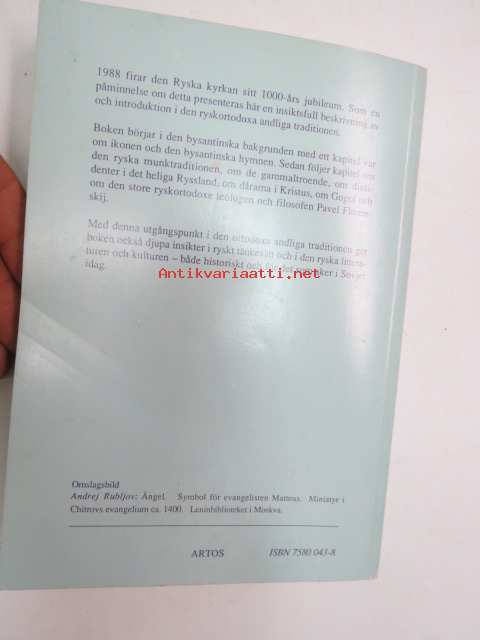 1988 firar den Ryska kyrkan sitt 1000-års jubileum. Som en
påminnelse om detta presenteras här en insiktsfull beskrivning av
och introduktion i den ryskortodoxa andliga traditionen.
Boken börjar i den bysantinska bakgrunden med ett kapitel var
om ikonen och den bysantinska hymnen. Sedan följer kapitel om
den ryska munktraditionen, om de gammaltroende, om dissi-
denter i det heliga Ryssland, om dårarna i Kristus, om Gogol och
om den store ryskortodoxe teologen och filosofen Pavel Floren-
skij.
Med denna utgångspunkt i den ortodoxa andliga traditionen ger
boken också djupa insikter i ryskt tänkesätt och i den ryska littera-
turen och kulturen – både historiskt och det i Sovjet
idag.
Antikvariaatti.net
Omslagsbild
Andrej Rubljov: Ängel. Symbol för evangelisten Matteus. Miniatyr i
Chitrovs evangelium ca. 1400. Leninbiblioteket i Moskva.
ARTOS ISBN 7580 043-8